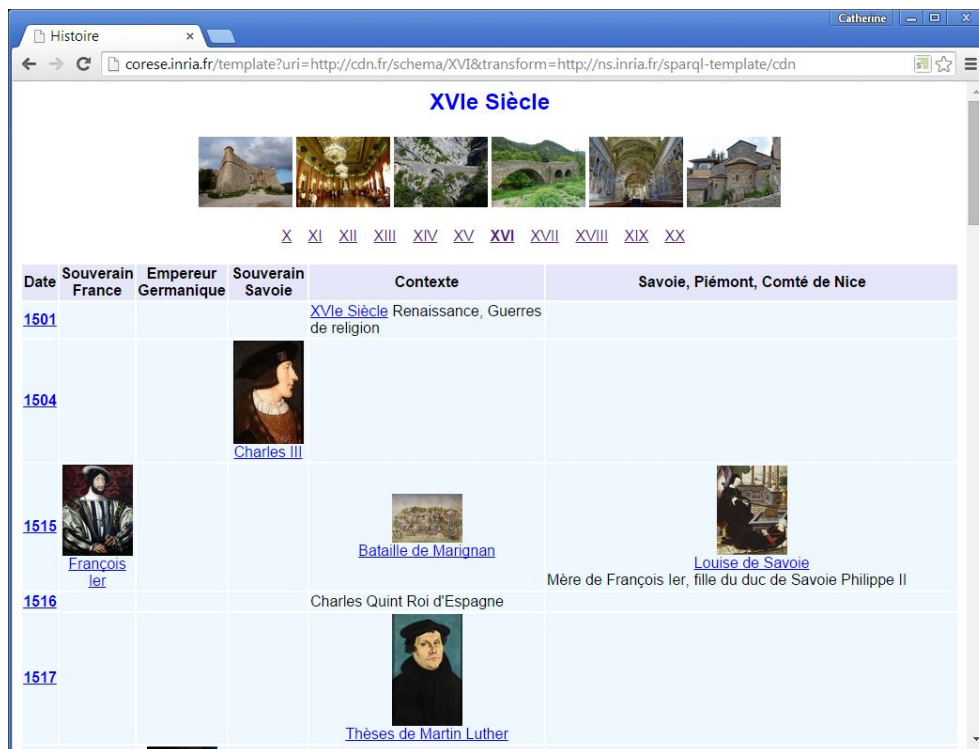 Catherine
Histoire
corese.inria.fr/template?uri=http://cdn.fr/schema/XVI&transform=http://ns.inria.fr/sparql-template/cdn
XVIe Siècle
X XI XII XIII XIV XV XVI XVII XVIII XIX XX
Date Souverain France Empereur Germanique Souverain Savoie Contexte Savoie, Piémont, Comté de Nice
1501 XVIe Siècle Renaissance, Guerres
de religion
1504
Charles III
1515
François
Ier
Bataille de Marignan
Louise de Savoie
Mère de François Ier, fille du duc de Savoie Philippe II
1516 Charles Quint Roi d'Espagne
1517
Thèses de Martin Luther